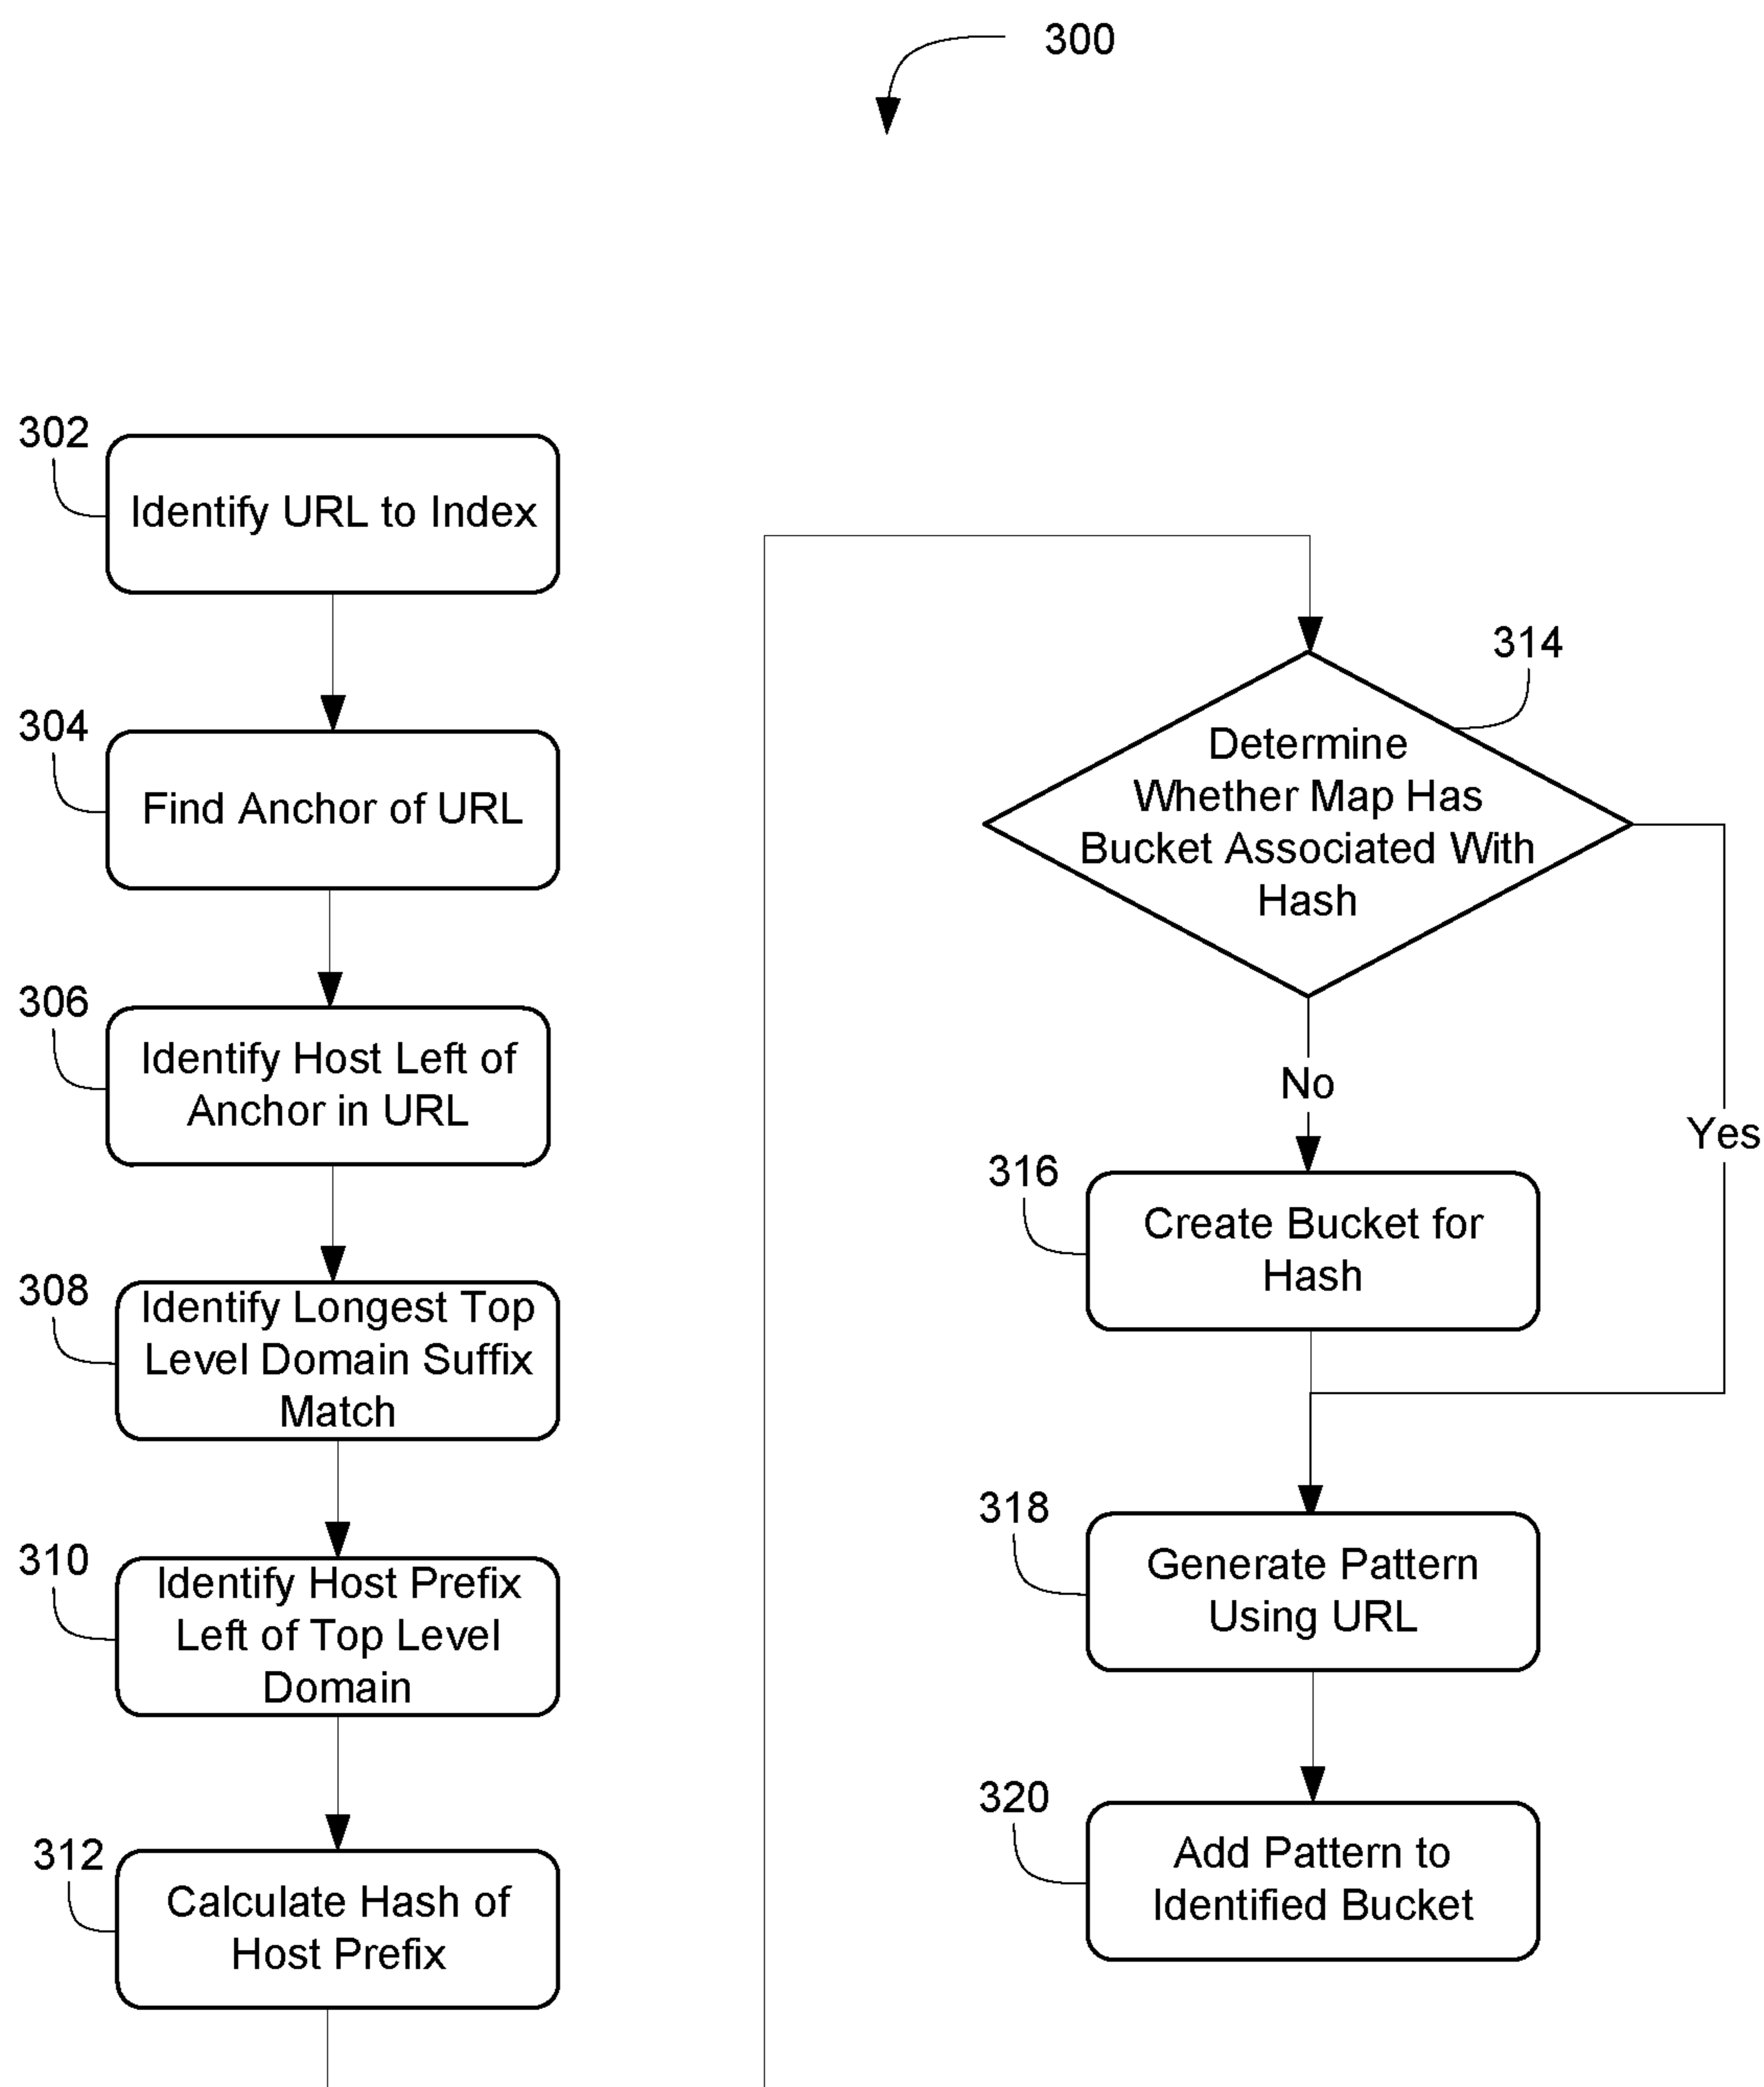 300
302
Identify URL to Index
304
Find Anchor of URL
306
Identify Host Left of
Anchor in URL
308
Identify Longest Top
Level Domain Suffix
Match
310
Identify Host Prefix
Left of Top Level
Domain
312
Calculate Hash of
Host Prefix
314
Determine
Whether Map Has
Bucket Associated With
Hash
No
Yes
316
Create Bucket for
Hash
318
Generate Pattern
Using URL
320
Add Pattern to
Identified Bucket